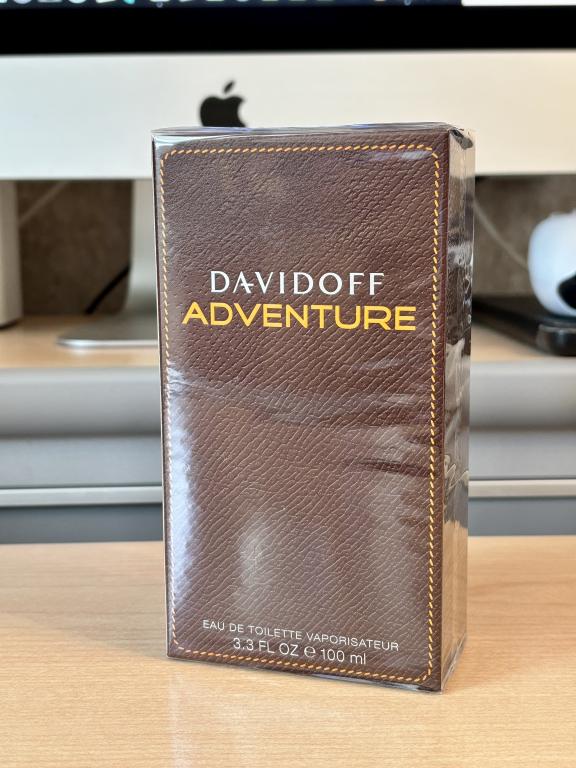 DAVIDOFF
ADVENTURE
EAU DE TOILETTE VAPORISATEUR
3.3 FL OZ ℮ 100 ml